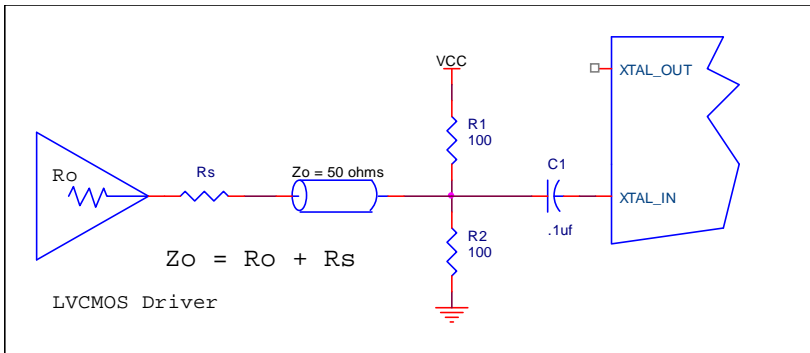 VCC
XTAL_OUT
R1
100
Ro
Rs
Zo = 50 ohms
C1
XTAL_IN
.1uf
R2
100
Zo = Ro + Rs
LVCMOS Driver